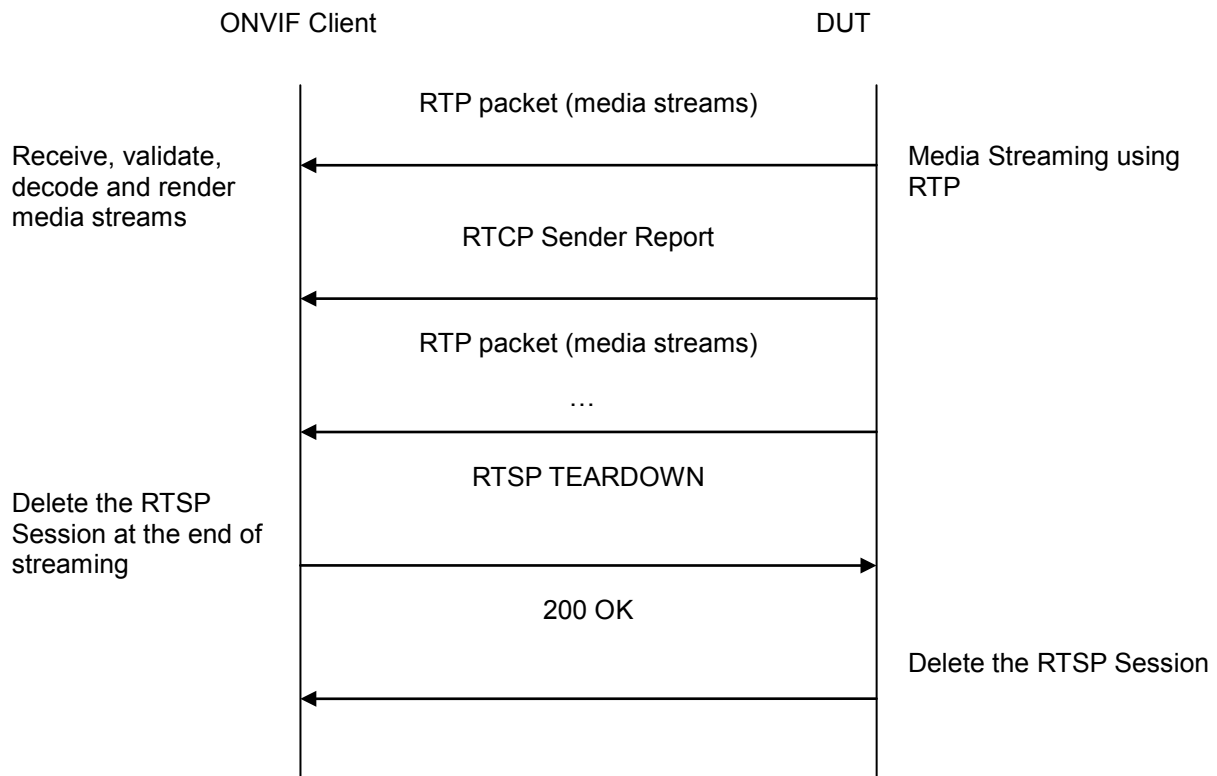 ONVIF Client
DUT
RTP packet (media streams)
Receive, validate,
decode and render
media streams
Media Streaming using
RTP
RTCP Sender Report
RTP packet (media streams)
…
RTSP TEARDOWN
Delete the RTSP
Session at the end of
streaming
200 OK
Delete the RTSP Session